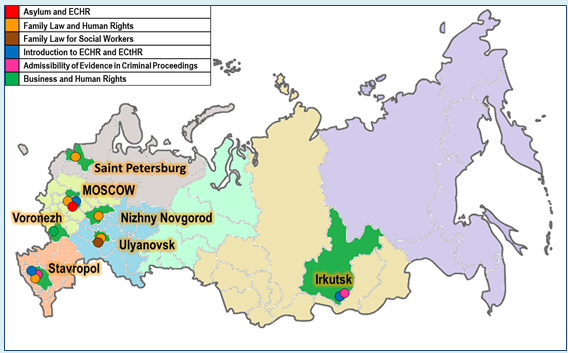 Asylum and ECHR
Family Law and Human Rights
Family Law for Social Workers
Introduction to ECHR and ECtHR
Admissibility of Evidence in Criminal Proceedings
Business and Human Rights
Saint Petersburg
MOSCOW
Voronezh
Nizhny Novgorod
Ulyanovsk
Stavropol
Irkutsk